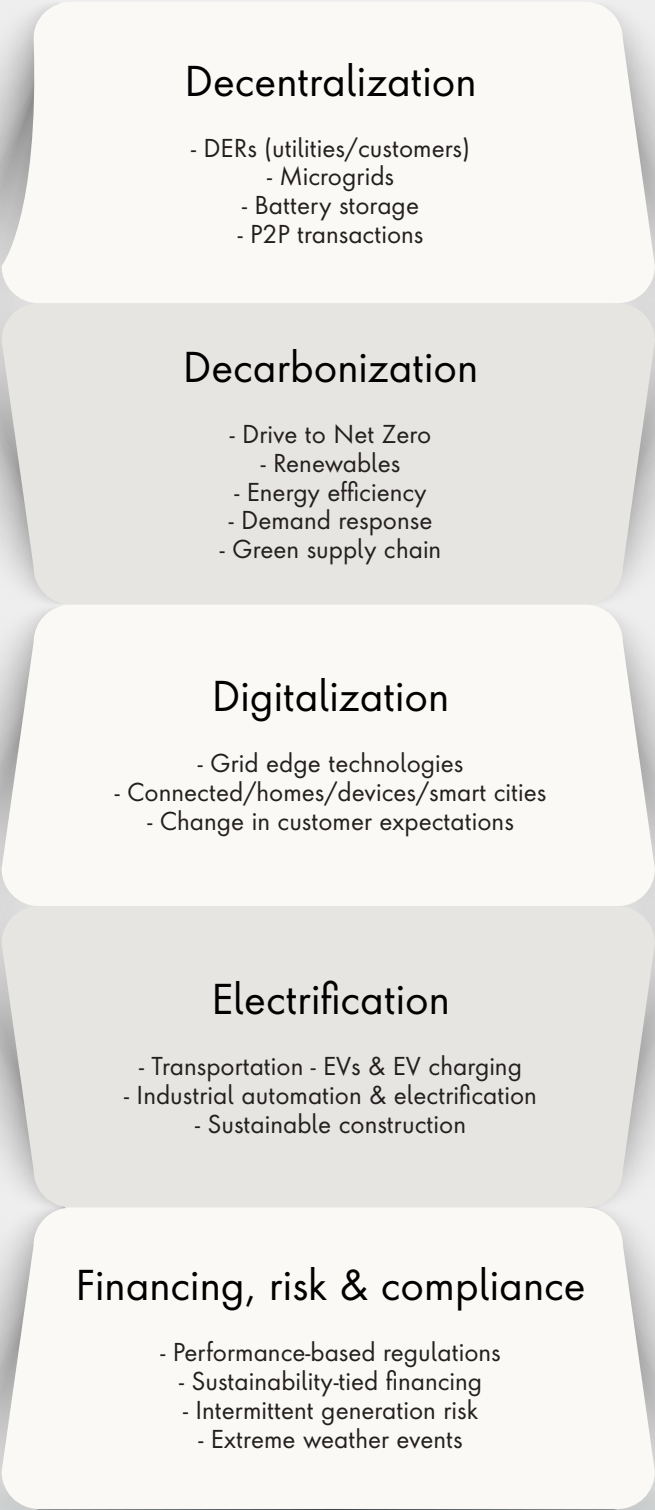 Decentralization
- DERs (utilities/customers)
- Microgrids
- Battery storage
- P2P transactions
Decarbonization
- Drive to Net Zero
- Renewables
- Energy efficiency
- Demand response
- Green supply chain
Digitalization
- Grid edge technologies
- Connected/homes/devices/smart cities
- Change in customer expectations
Electrification
- Transportation - EVs & EV charging
- Industrial automation & electrification
- Sustainable construction
Financing, risk & compliance
- Performance-based regulations
- Sustainability-tied financing
- Intermittent generation risk
- Extreme weather events